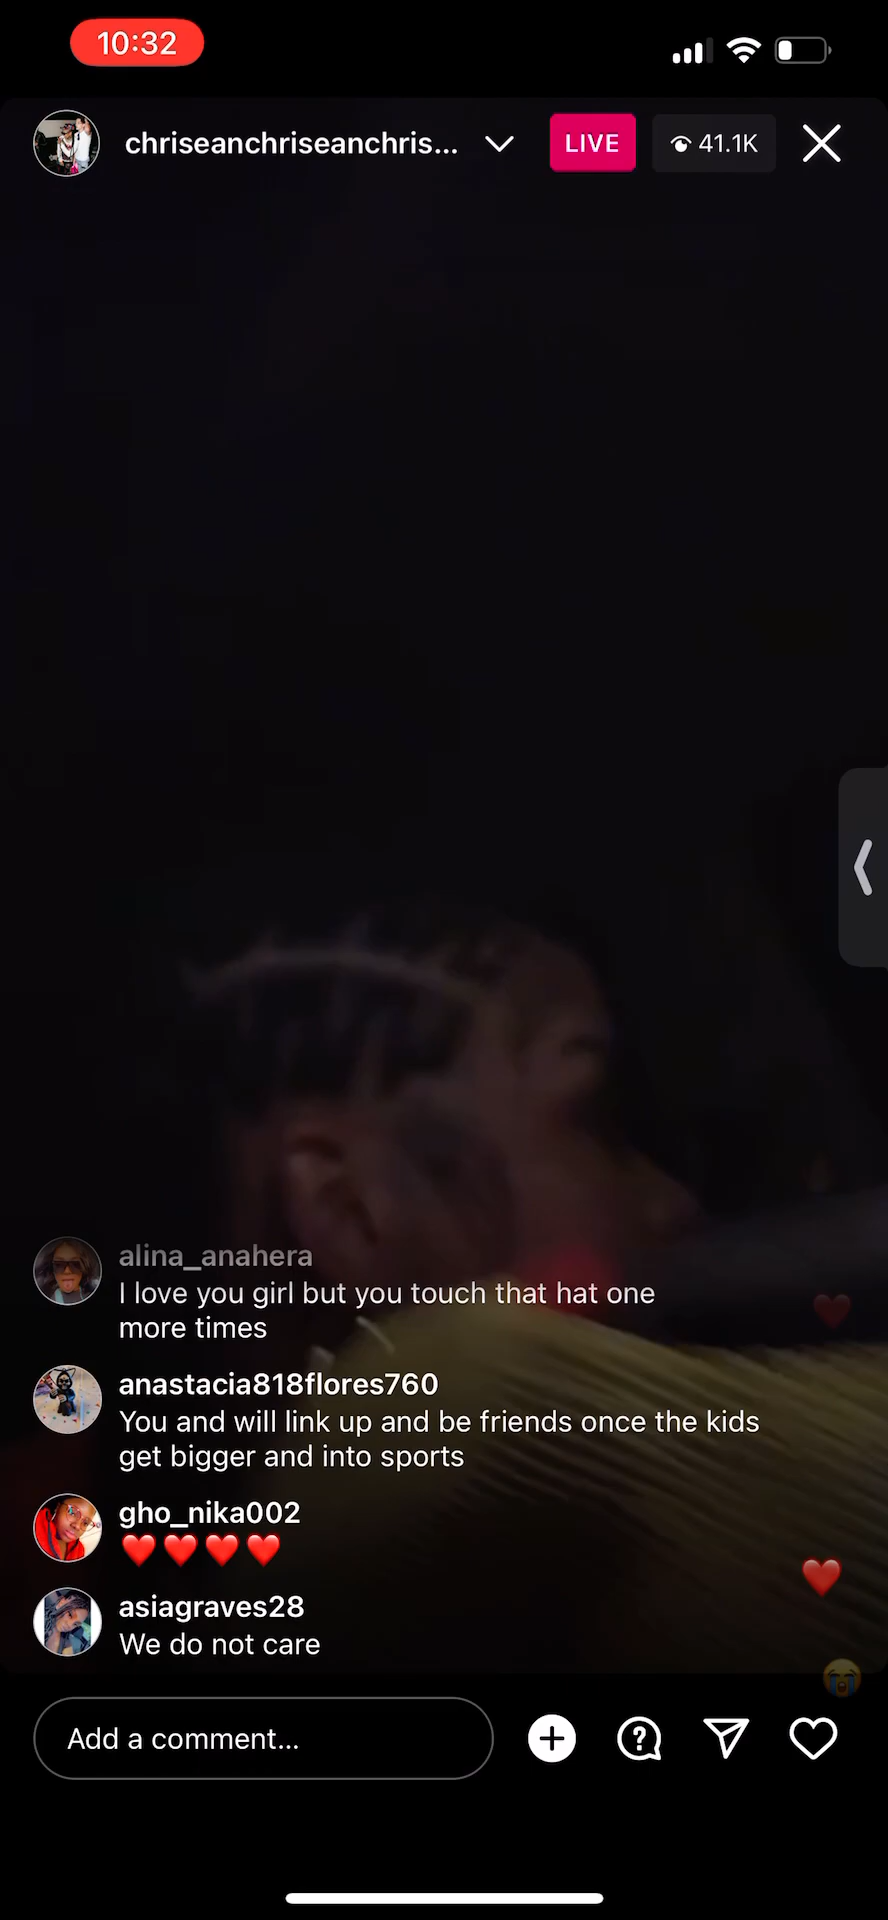 10:32
chriseanchriseanchris...
LIVE
41.1K
alina_anahera
I love you girl but you touch that hat one
more times
anastacia818flores760
You and will link up and be friends once the kids
get bigger and into sports
gho_nika002
❤️❤️❤️❤️
asiagraves28
We do not care
Add a comment...